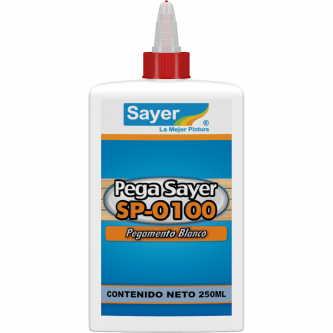 Sayer
®
La Mejor Pintura
Pega Sayer
SP-0100
Pegamento Blanco
CONTENIDO NETO 250ML